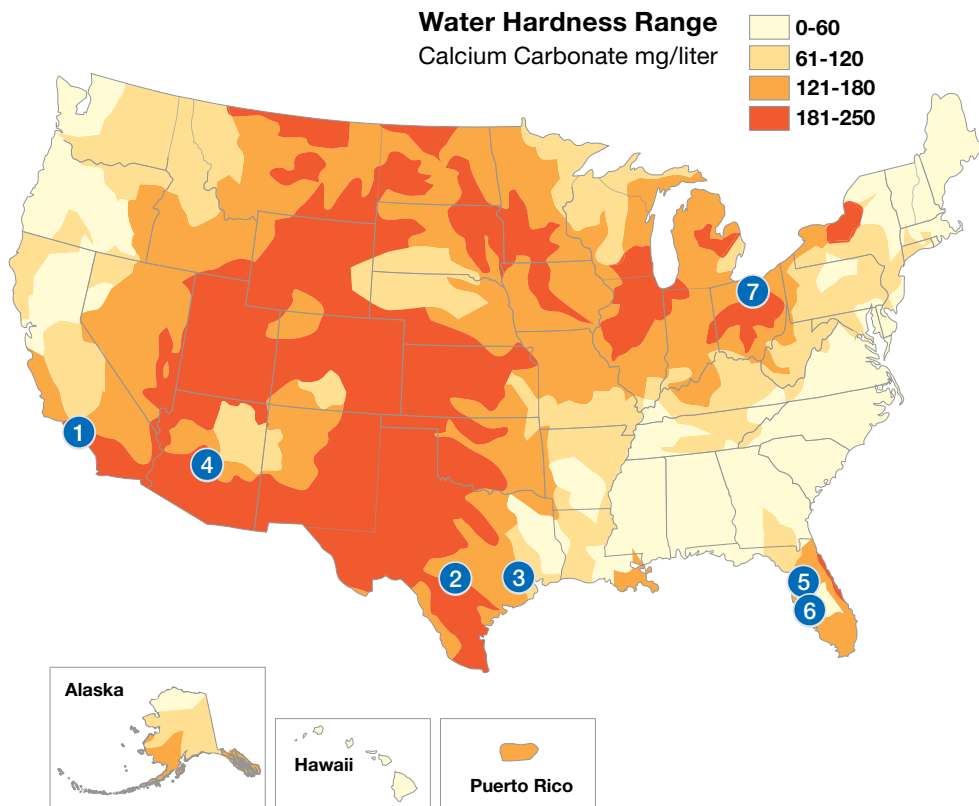 Water Hardness Range
Calcium Carbonate mg/liter
0-60
61-120
121-180
181-250
7
1
4
2
3
5
6
Alaska
Hawaii
Puerto Rico